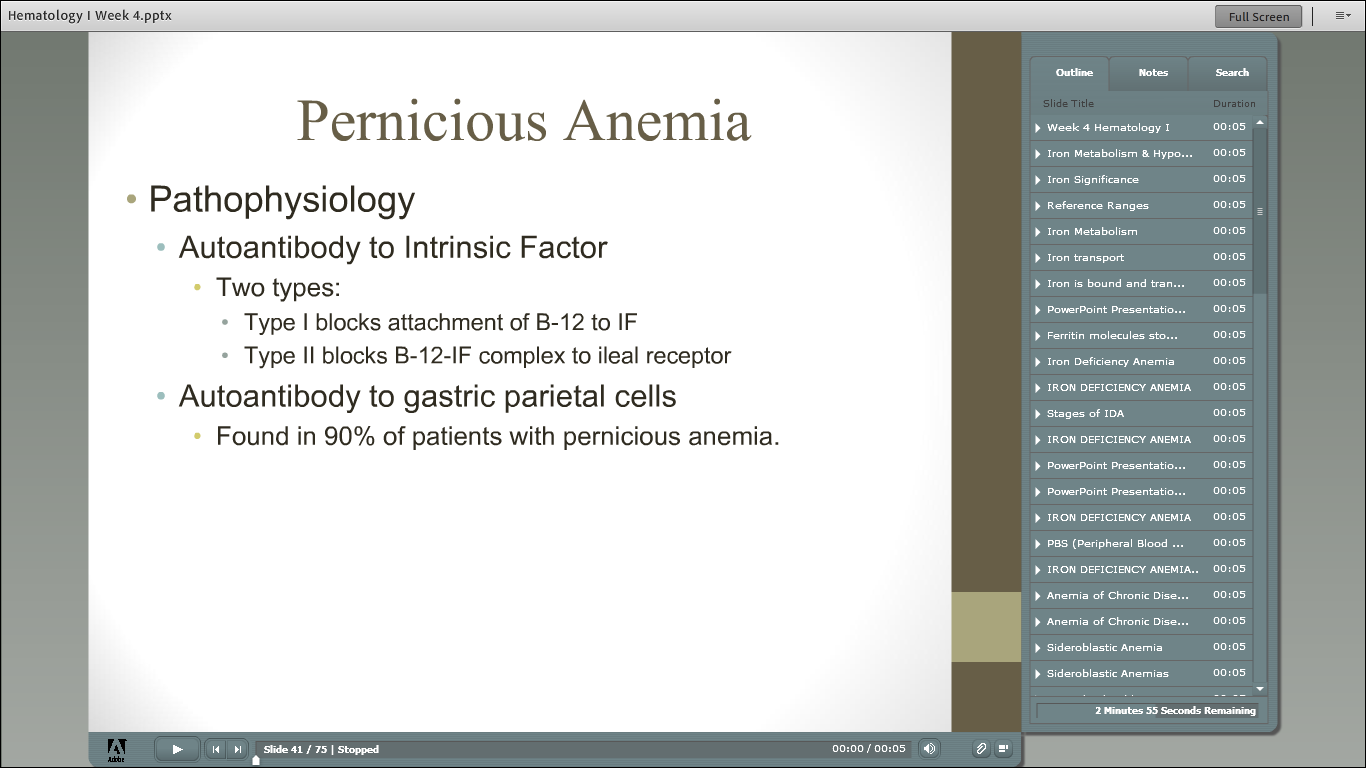 Hematology I Week 4.pptx
Full Screen
Pernicious Anemia
• Pathophysiology
• Autoantibody to Intrinsic Factor
• Two types:
• Type I blocks attachment of B-12 to IF
• Type II blocks B-12-IF complex to ileal receptor
• Autoantibody to gastric parietal cells
• Found in 90% of patients with pernicious anemia.
Outline Notes Search
Slide Title Duration
Week 4 Hematology I 00:05
Iron Metabolism & Hypo... 00:05
Iron Significance 00:05
Reference Ranges 00:05
Iron Metabolism 00:05
Iron transport 00:05
Iron is bound and tran... 00:05
PowerPoint Presentatio... 00:05
Ferritin molecules sto... 00:05
Iron Deficiency Anemia 00:05
IRON DEFICIENCY ANEMIA 00:05
Stages of IDA 00:05
IRON DEFICIENCY ANEMIA 00:05
PowerPoint Presentatio... 00:05
PowerPoint Presentatio... 00:05
IRON DEFICIENCY ANEMIA 00:05
PBS (Peripheral Blood ... 00:05
IRON DEFICIENCY ANEMIA.. 00:05
Anemia of Chronic Dise... 00:05
Anemia of Chronic Dise... 00:05
Sideroblastic Anemia 00:05
Sideroblastic Anemias 00:05
2 Minutes 55 Seconds Remaining
Adobe
Slide 41 / 75 | Stopped
00:00 / 00:05